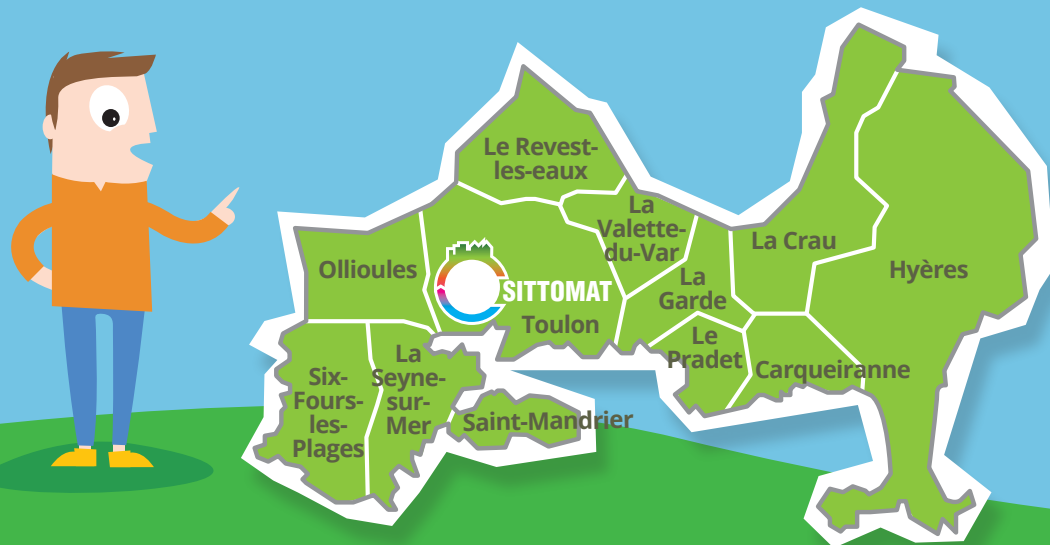 Le Revest-
les-eaux
La
Valette-
du-Var
La Crau
Hyères
Ollioules
SITTOMAT
Toulon
La
Garde
Le
Pradet
Carqueiranne
Six-
Fours-
les-
Plages
La
Seyne-
sur-
Mer
Saint-Mandrier